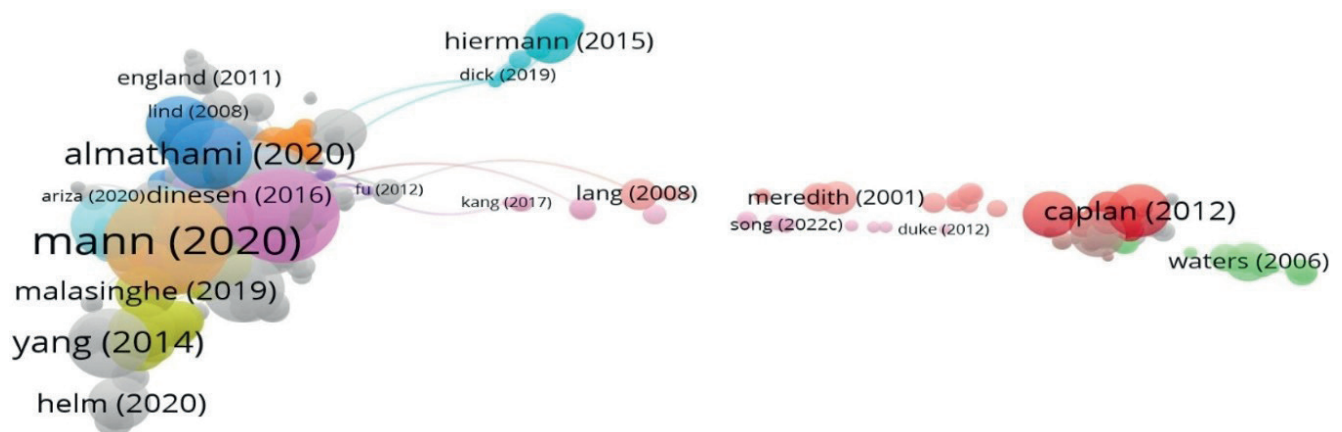 hiermann (2015)
dick (2019)
england (2011)
lind (2008)
almathami (2020)
ariza (2020)
dinesen (2016)
fu (2012)
kang (2017)
lang (2008)
meredith (2001)
song (2022c)
duke (2012)
caplan (2012)
mann (2020)
waters (2006)
malasinghe (2019)
yang (2014)
helm (2020)